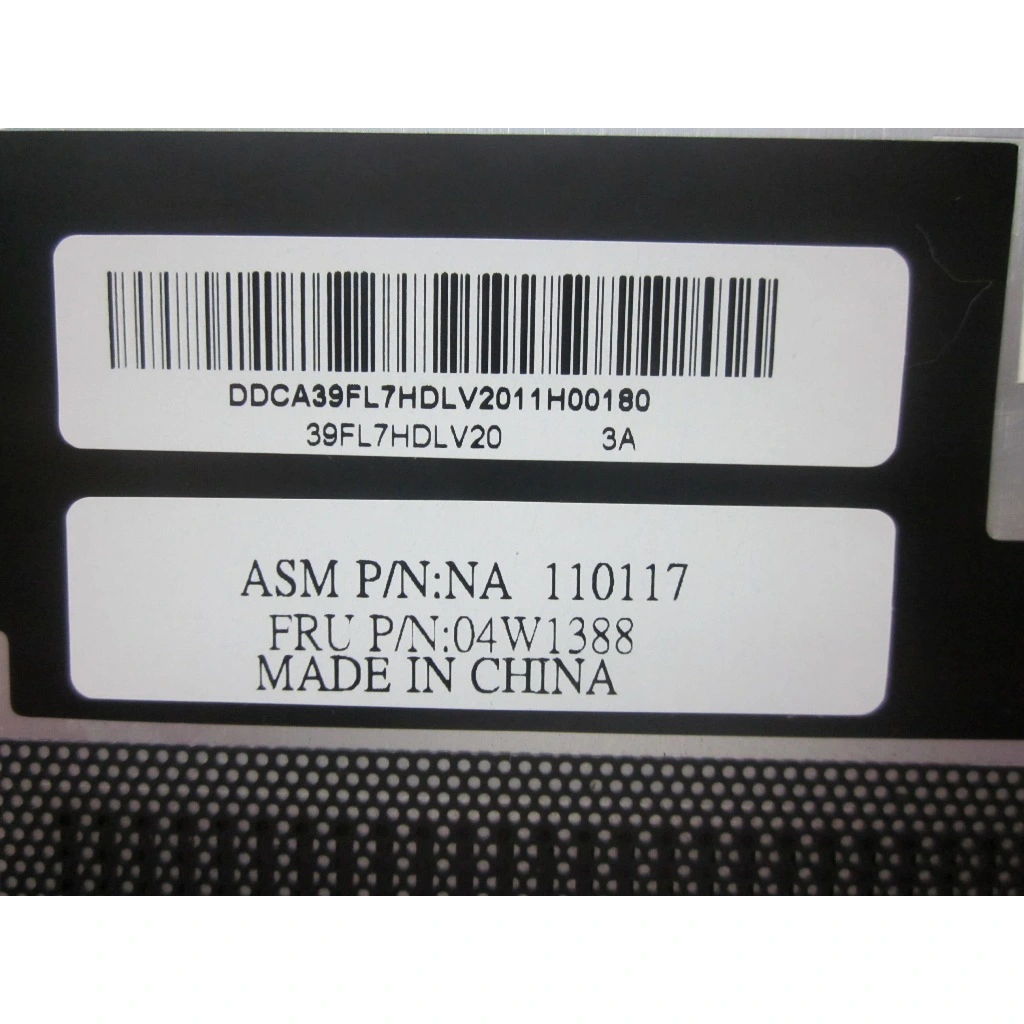 DDCA39FL7HDLV2011H00180
39FL7HDLV20 3A
ASM P/N:NA 110117
FRU P/N:04W1388
MADE IN CHINA